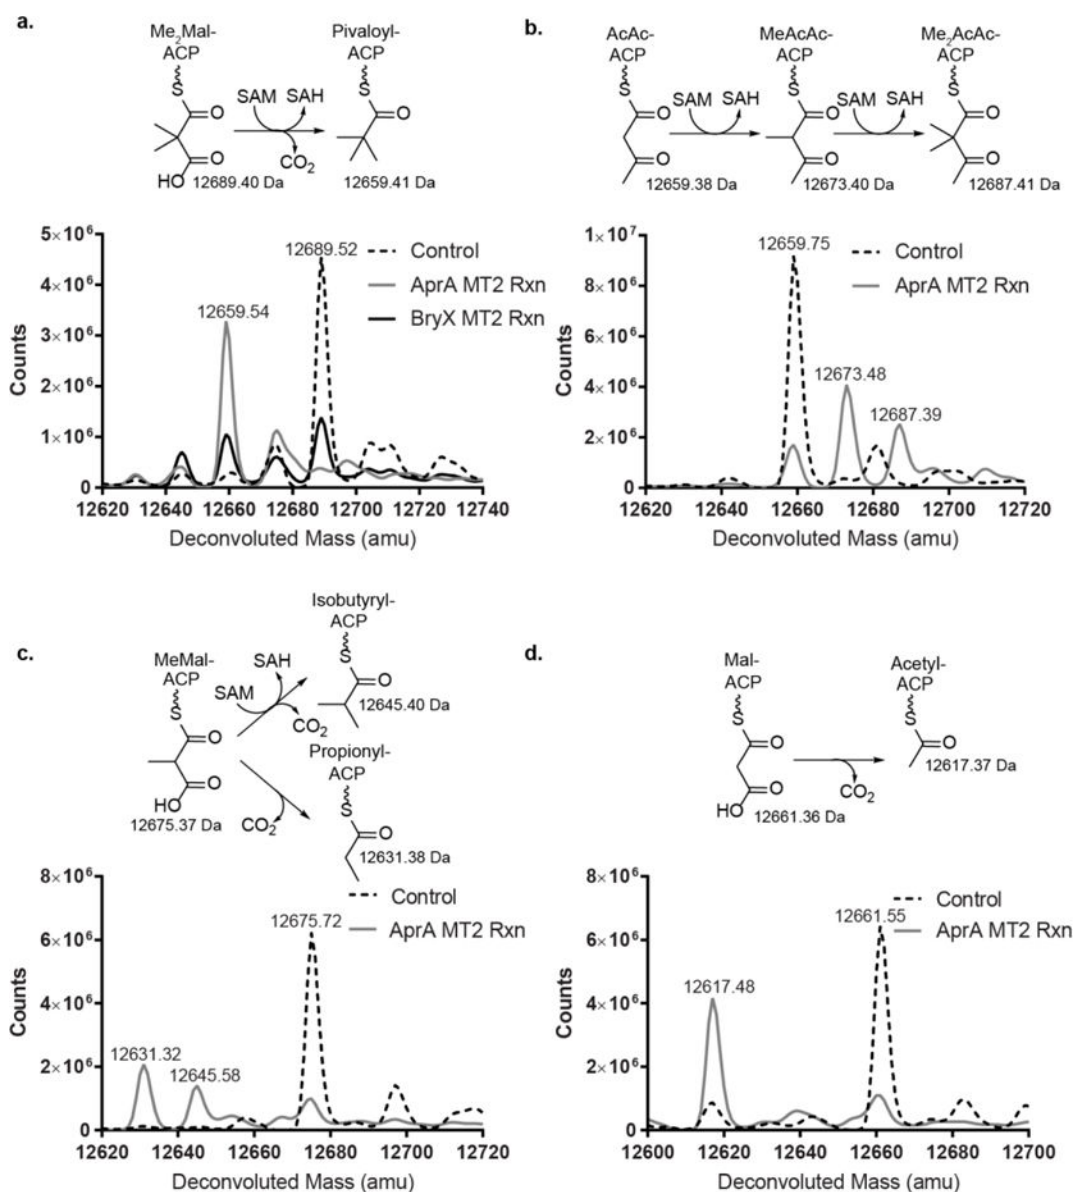 a.
Me2Mal-
ACP
S
O
O
HO
SAM
SAH
CO2
12689.40 Da
Pivaloyl-
ACP
S
O
12659.41 Da
5×10^6
4×10^6
3×10^6
2×10^6
1×10^6
0
Counts
12689.52
12659.54
Control
AprA MT2 Rxn
BryX MT2 Rxn
12620 12640 12660 12680 12700 12720 12740
Deconvoluted Mass (amu)
b.
AcAc-
ACP
S
O
O
12659.38 Da
SAM
SAH
MeAcAc-
ACP
S
O
O
12673.40 Da
SAM
SAH
Me2AcAc-
ACP
S
O
O
12687.41 Da
1×10^7
8×10^6
6×10^6
4×10^6
2×10^6
0
Counts
12659.75
12673.48
12687.39
Control
AprA MT2 Rxn
12620 12640 12660 12680 12700 12720
Deconvoluted Mass (amu)
c.
MeMal-
ACP
S
O
O
HO
12675.37 Da
SAM
SAH
CO2
Isobutyryl-
ACP
S
O
12645.40 Da
CO2
Propionyl-
ACP
S
O
12631.38 Da
8×10^6
6×10^6
4×10^6
2×10^6
0
Counts
12631.32
12645.58
12675.72
Control
AprA MT2 Rxn
12620 12640 12660 12680 12700 12720
Deconvoluted Mass (amu)
d.
Mal-
ACP
S
O
O
HO
12661.36 Da
CO2
Acetyl-
ACP
S
O
12617.37 Da
8×10^6
6×10^6
4×10^6
2×10^6
0
Counts
12617.48
12661.55
Control
AprA MT2 Rxn
12600 12620 12640 12660 12680 12700
Deconvoluted Mass (amu)